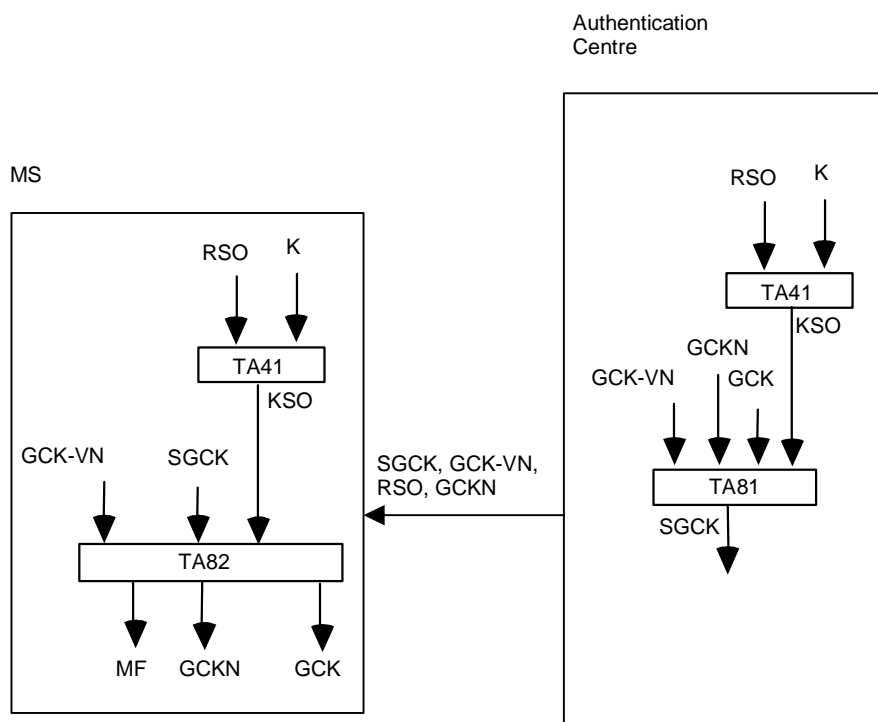 Authentication
Centre
MS
RSO
K
TA41
KSO
GCK-VN
SGCK
TA82
MF
GCKN
GCK
SGCK, GCK-VN,
RSO, GCKN
RSO
K
TA41
KSO
GCKN
GCK-VN
GCK
TA81
SGCK